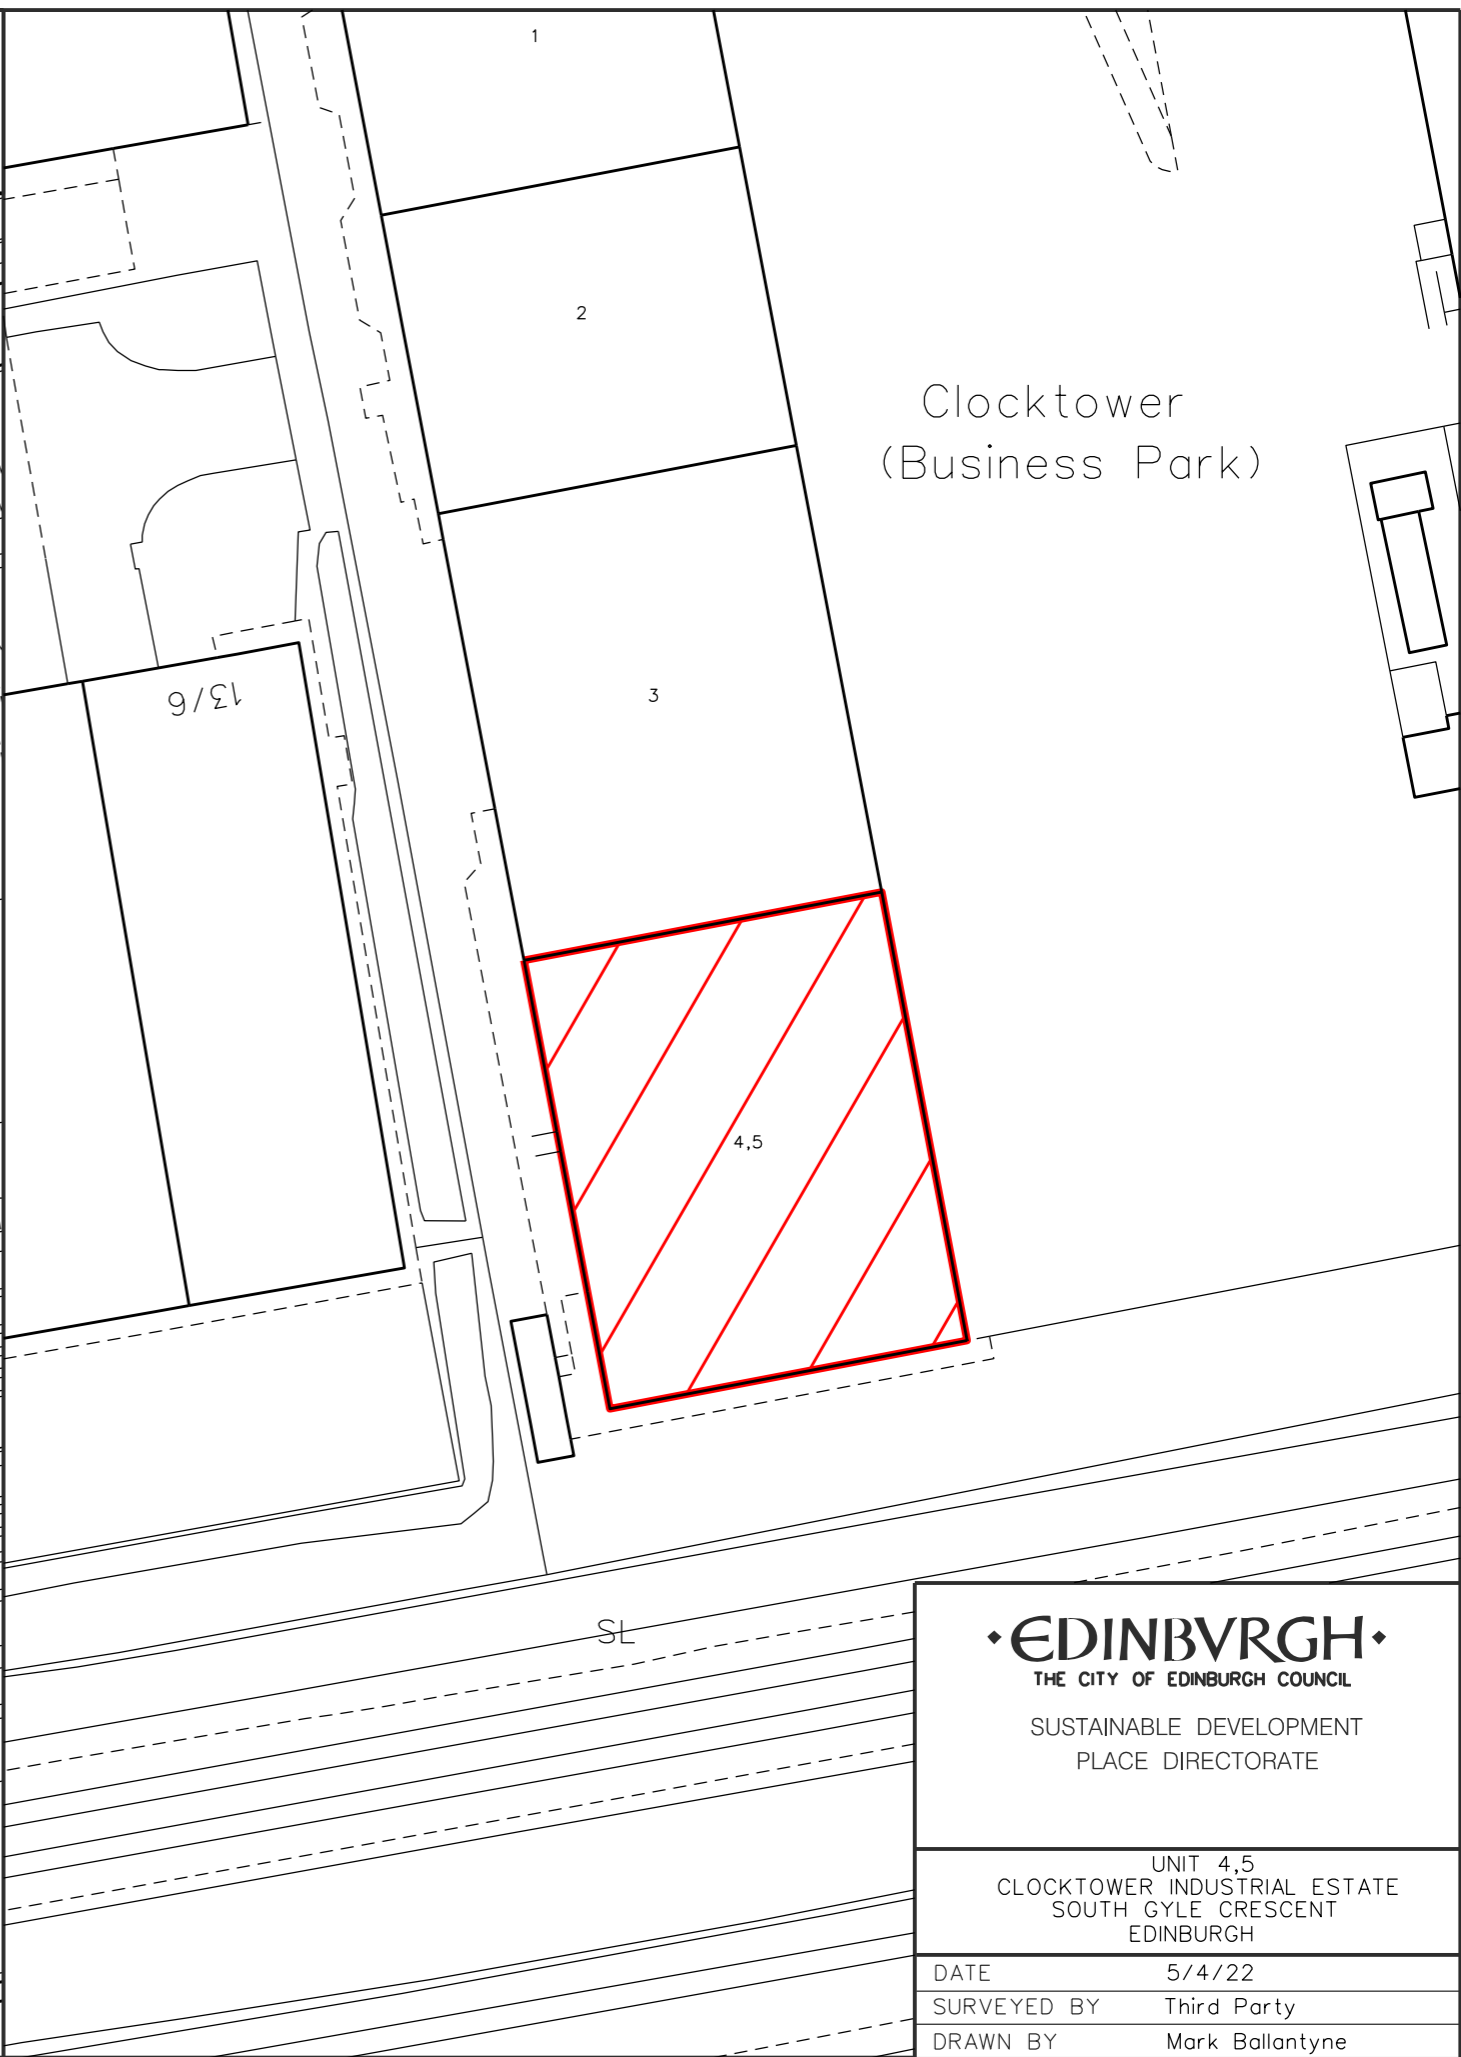 1
2
Clocktower
(Business Park)
3
13/6
4,5
SL
EDINBVRGH
THE CITY OF EDINBURGH COUNCIL
SUSTAINABLE DEVELOPMENT
PLACE DIRECTORATE
UNIT 4,5
CLOCKTOWER INDUSTRIAL ESTATE
SOUTH GYLE CRESCENT
EDINBURGH
DATE 5/4/22
SURVEYED BY Third Party
DRAWN BY Mark Ballantyne